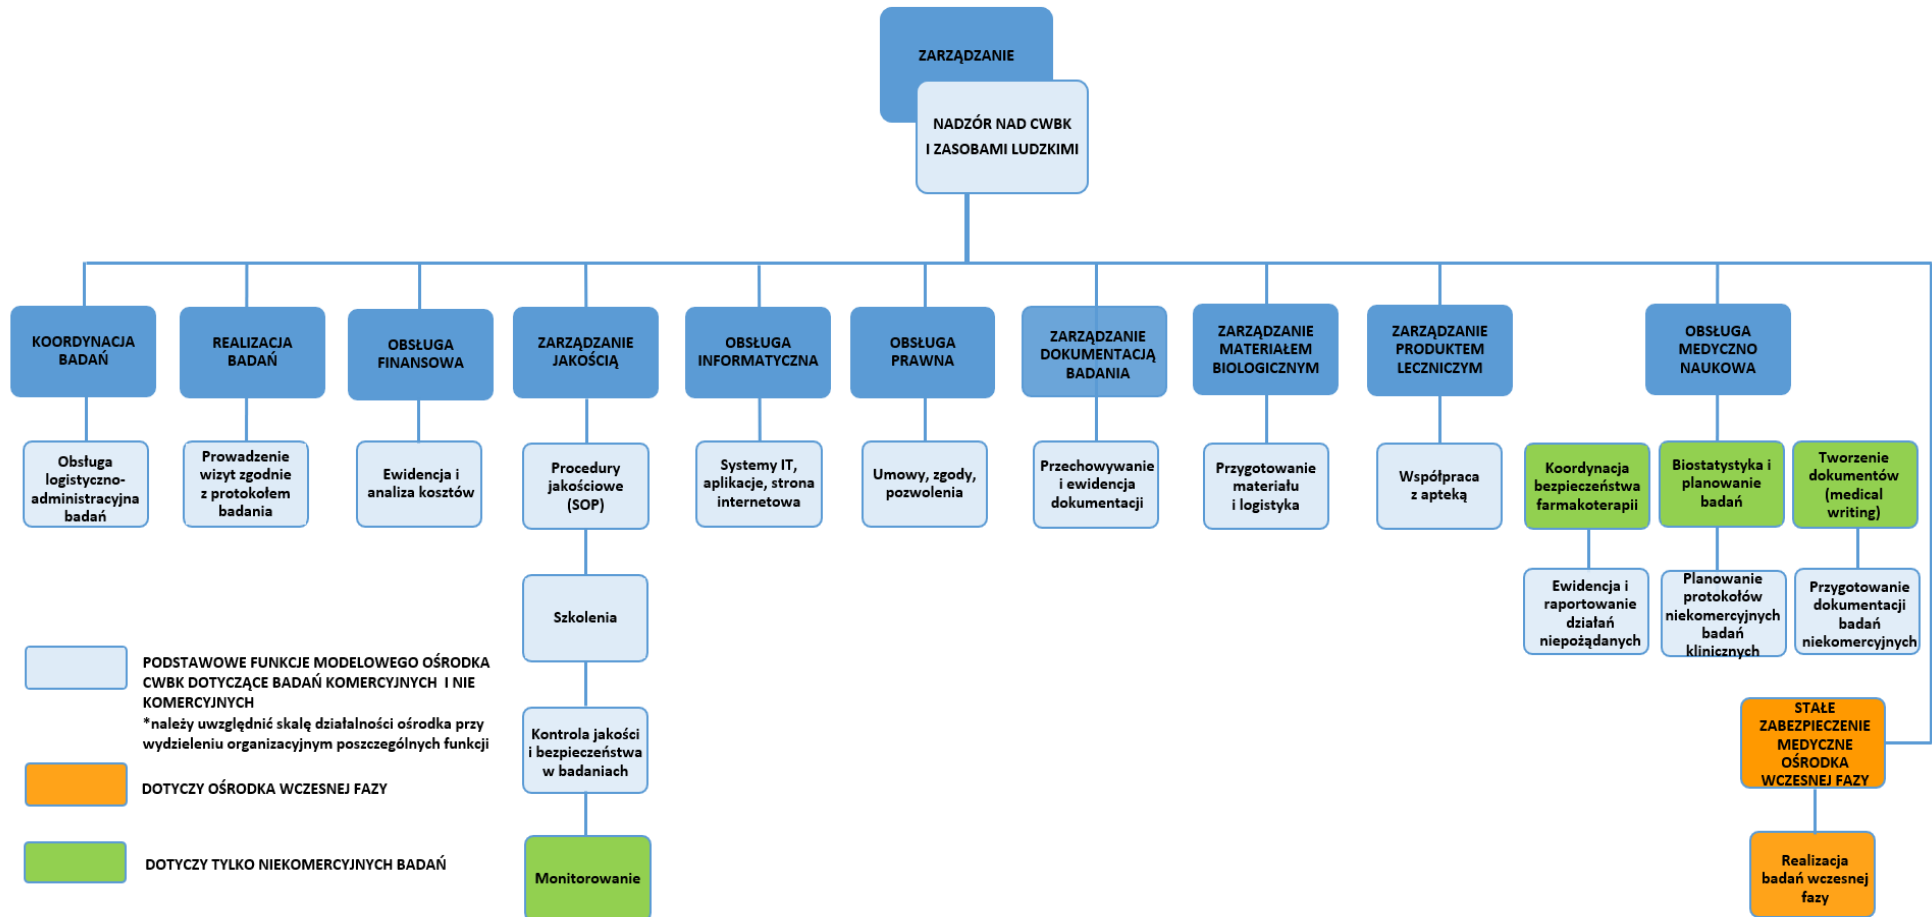 ZARZĄDZANIE
NADZÓR NAD CWBK
I ZASOBAMI LUDZKIMI
KOORDYNACJA
BADAŃ
REALIZACJA
BADAŃ
OBSŁUGA
FINANSOWA
ZARZĄDZANIE
JAKOŚCIĄ
OBSŁUGA
INFORMATYCZNA
OBSŁUGA
PRAWNA
ZARZĄDZANIE
DOKUMENTACJĄ
BADANIA
ZARZĄDZANIE
MATERIAŁEM
BIOLOGICZNYM
ZARZĄDZANIE
PRODUKTEM
LECZNICZYM
OBSŁUGA
MEDYCZNO
NAUKOWA
Obsługa
logistyczno-
administracyjna
badań
Prowadzenie
wizyt zgodnie
z protokołem
badania
Ewidencja i
analiza kosztów
Procedury
jakościowe
(SOP)
Systemy IT,
aplikacje, strona
internetowa
Umowy, zgody,
pozwolenia
Przechowywanie
i ewidencja
dokumentacji
Przygotowanie
materiału
i logistyka
Współpraca
z apteką
Koordynacja
bezpieczeństwa
farmakoterapii
Biostatystyka i
planowanie
badań
Tworzenie
dokumentów
(medical
writing)
Szkolenia
Ewidencja i
raportowanie
działań
niepożądanych
Planowanie
protokołów
niekomercyjnych
badań
klinicznych
Przygotowanie
dokumentacji
badań
niekomercyjnych
Kontrola jakości
i bezpieczeństwa
w badaniach
Monitorowanie
STAŁE
ZABEZPIECZENIE
MEDYCZNE
OŚRODKA
WCZESNEJ FAZY
Realizacja
badań wczesnej
fazy
PODSTAWOWE FUNKCJE MODELOWEGO OŚRODKA
CWBK DOTYCZĄCE BADAŃ KOMERCYJNYCH I NIE
KOMERCYJNYCH
*należy uwzględnić skalę działalności ośrodka przy
wydzieleniu organizacyjnym poszczególnych funkcji
DOTYCZY OŚRODKA WCZESNEJ FAZY
DOTYCZY TYLKO NIEKOMERCYJNYCH BADAŃ